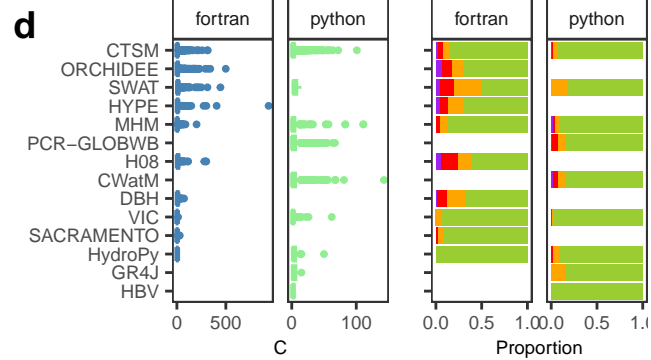 d
fortran python fortran python
CTSM
ORCHIDEE
SWAT
HYPE
MHM
PCR−GLOBWB
H08
CWatM
DBH
VIC
SACRAMENTO
HydroPy
GR4J
HBV
0 500 0 100 0.0 0.5 1.0 0.0 0.5 1.0
C Proportion